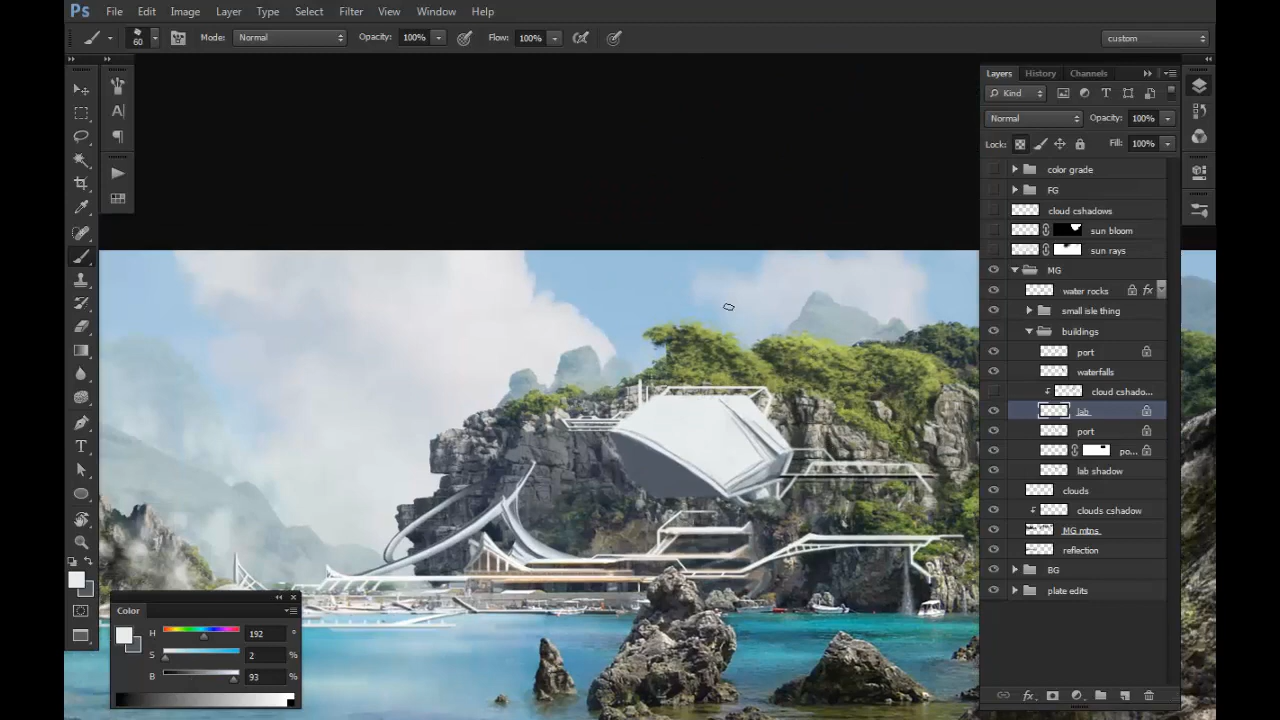 Ps File Edit Image Layer Type Select Filter View Window Help
60 Mode: Normal Opacity: 100% Flow: 100% custom
Layers History Channels
Kind
Normal Opacity: 100%
Lock: Fill: 100%
color grade
FG
cloud cshadows
sun bloom
sun rays
MG
water rocks fx
small isle thing
buildings
port
waterfalls
cloud cshado...
lab
port
po...
lab shadow
clouds
clouds cshadow
MG mtns
reflection
BG
plate edits
Color
H 192 °
S 2 %
B 93 %